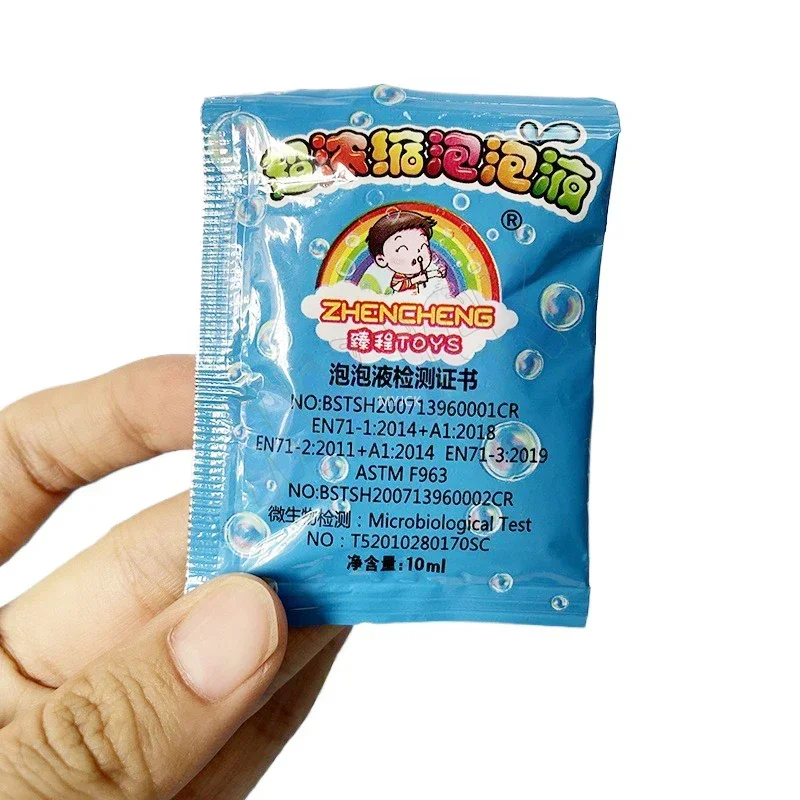 超浓缩泡泡液
®
ZHENCHENG
臻程TOYS
泡泡液检测证书
NO:BSTSH200713960001CR
EN71-1:2014+A1:2018
EN71-2:2011+A1:2014 EN71-3:2019
ASTM F963
NO:BSTSH200713960002CR
微生物检测：Microbiological Test
NO：T52010280170SC
净含量:10ml